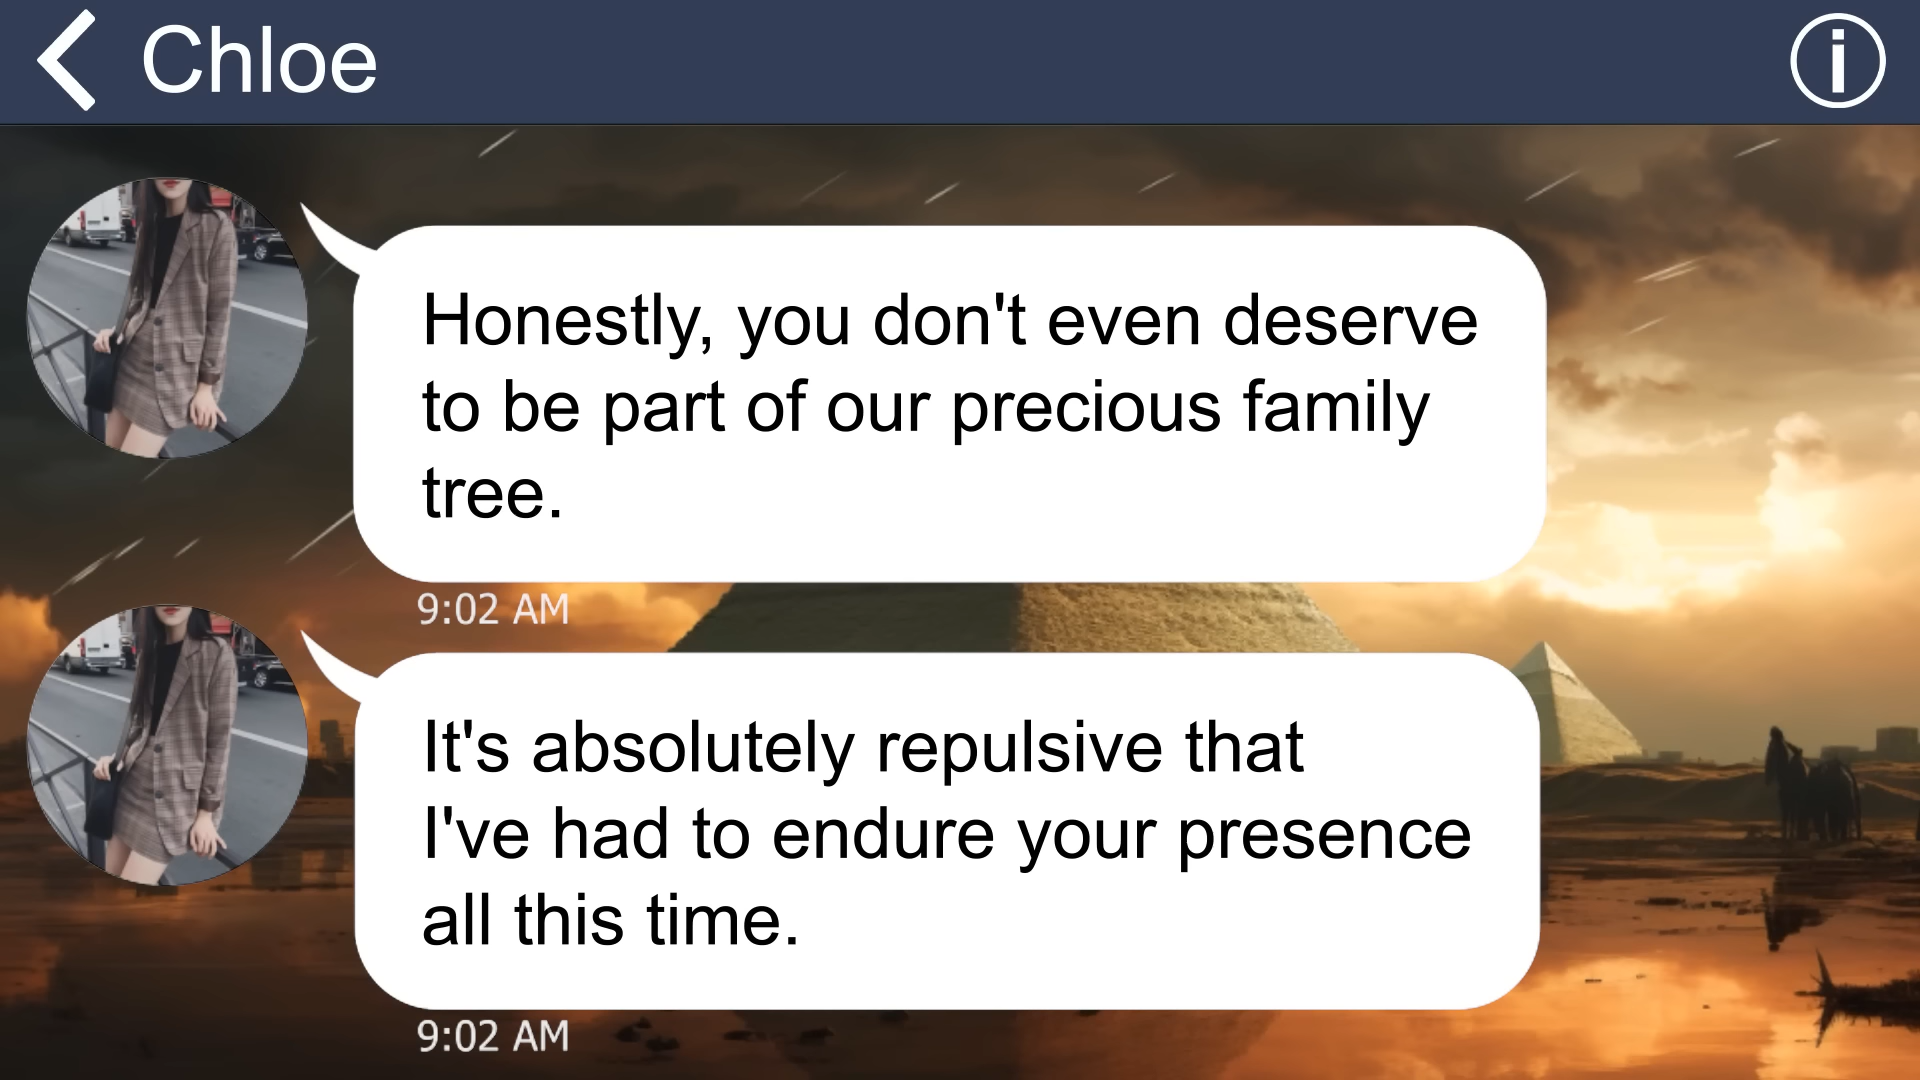 Chloe
Honestly, you don't even deserve
to be part of our precious family
tree.
9:02 AM
It's absolutely repulsive that
I've had to endure your presence
all this time.
9:02 AM